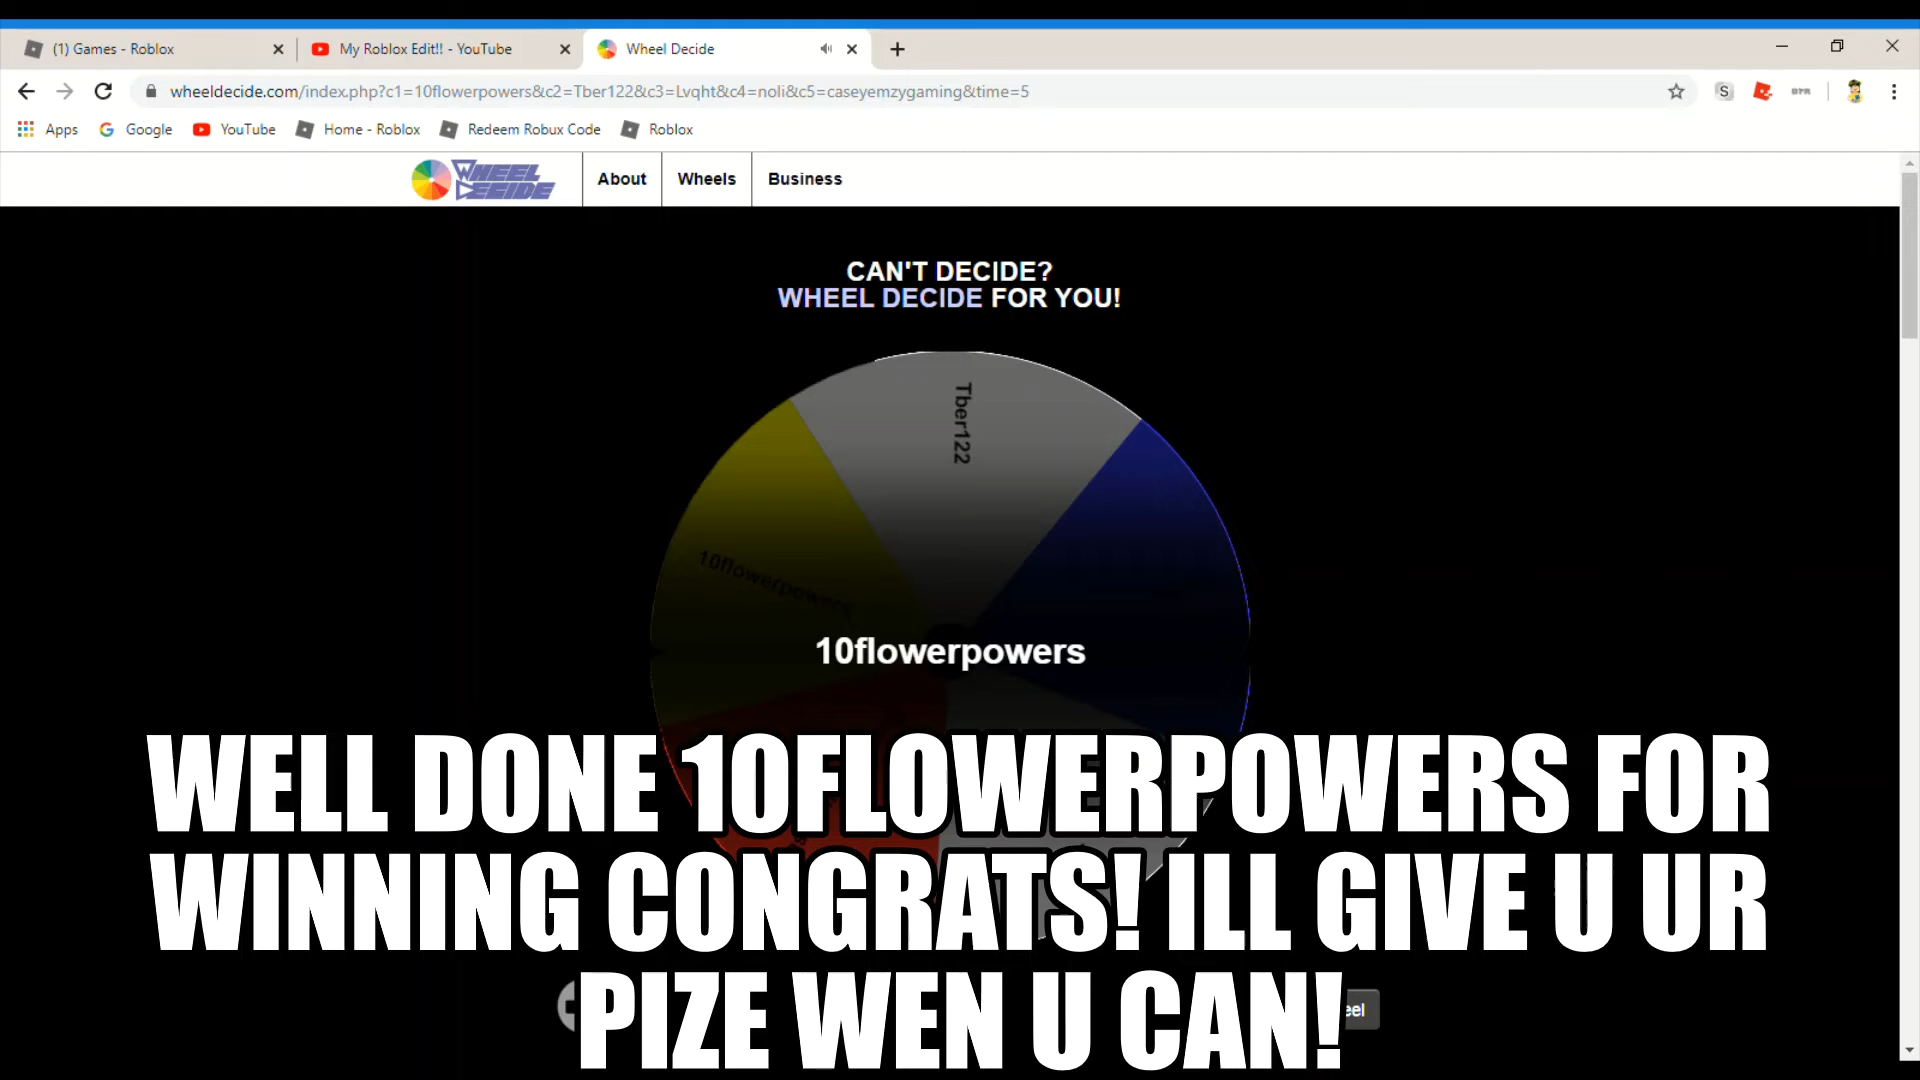 (1) Games - Roblox
My Roblox Edit!! - YouTube
Wheel Decide
wheeldecide.com/index.php?c1=10flowerpowers&c2=Tber122&c3=Lvqht&c4=noli&c5=caseyemzygaming&time=5
S
Apps
Google
YouTube
Home - Roblox
Redeem Robux Code
Roblox
WHEEL DECIDE
About
Wheels
Business
CAN'T DECIDE?
WHEEL DECIDE FOR YOU!
Tber122
10flowerpowers
10flowerpowers
WELL DONE 10FLOWERPOWERS FOR
WINNING CONGRATS! ILL GIVE U UR
PIZE WEN U CAN!